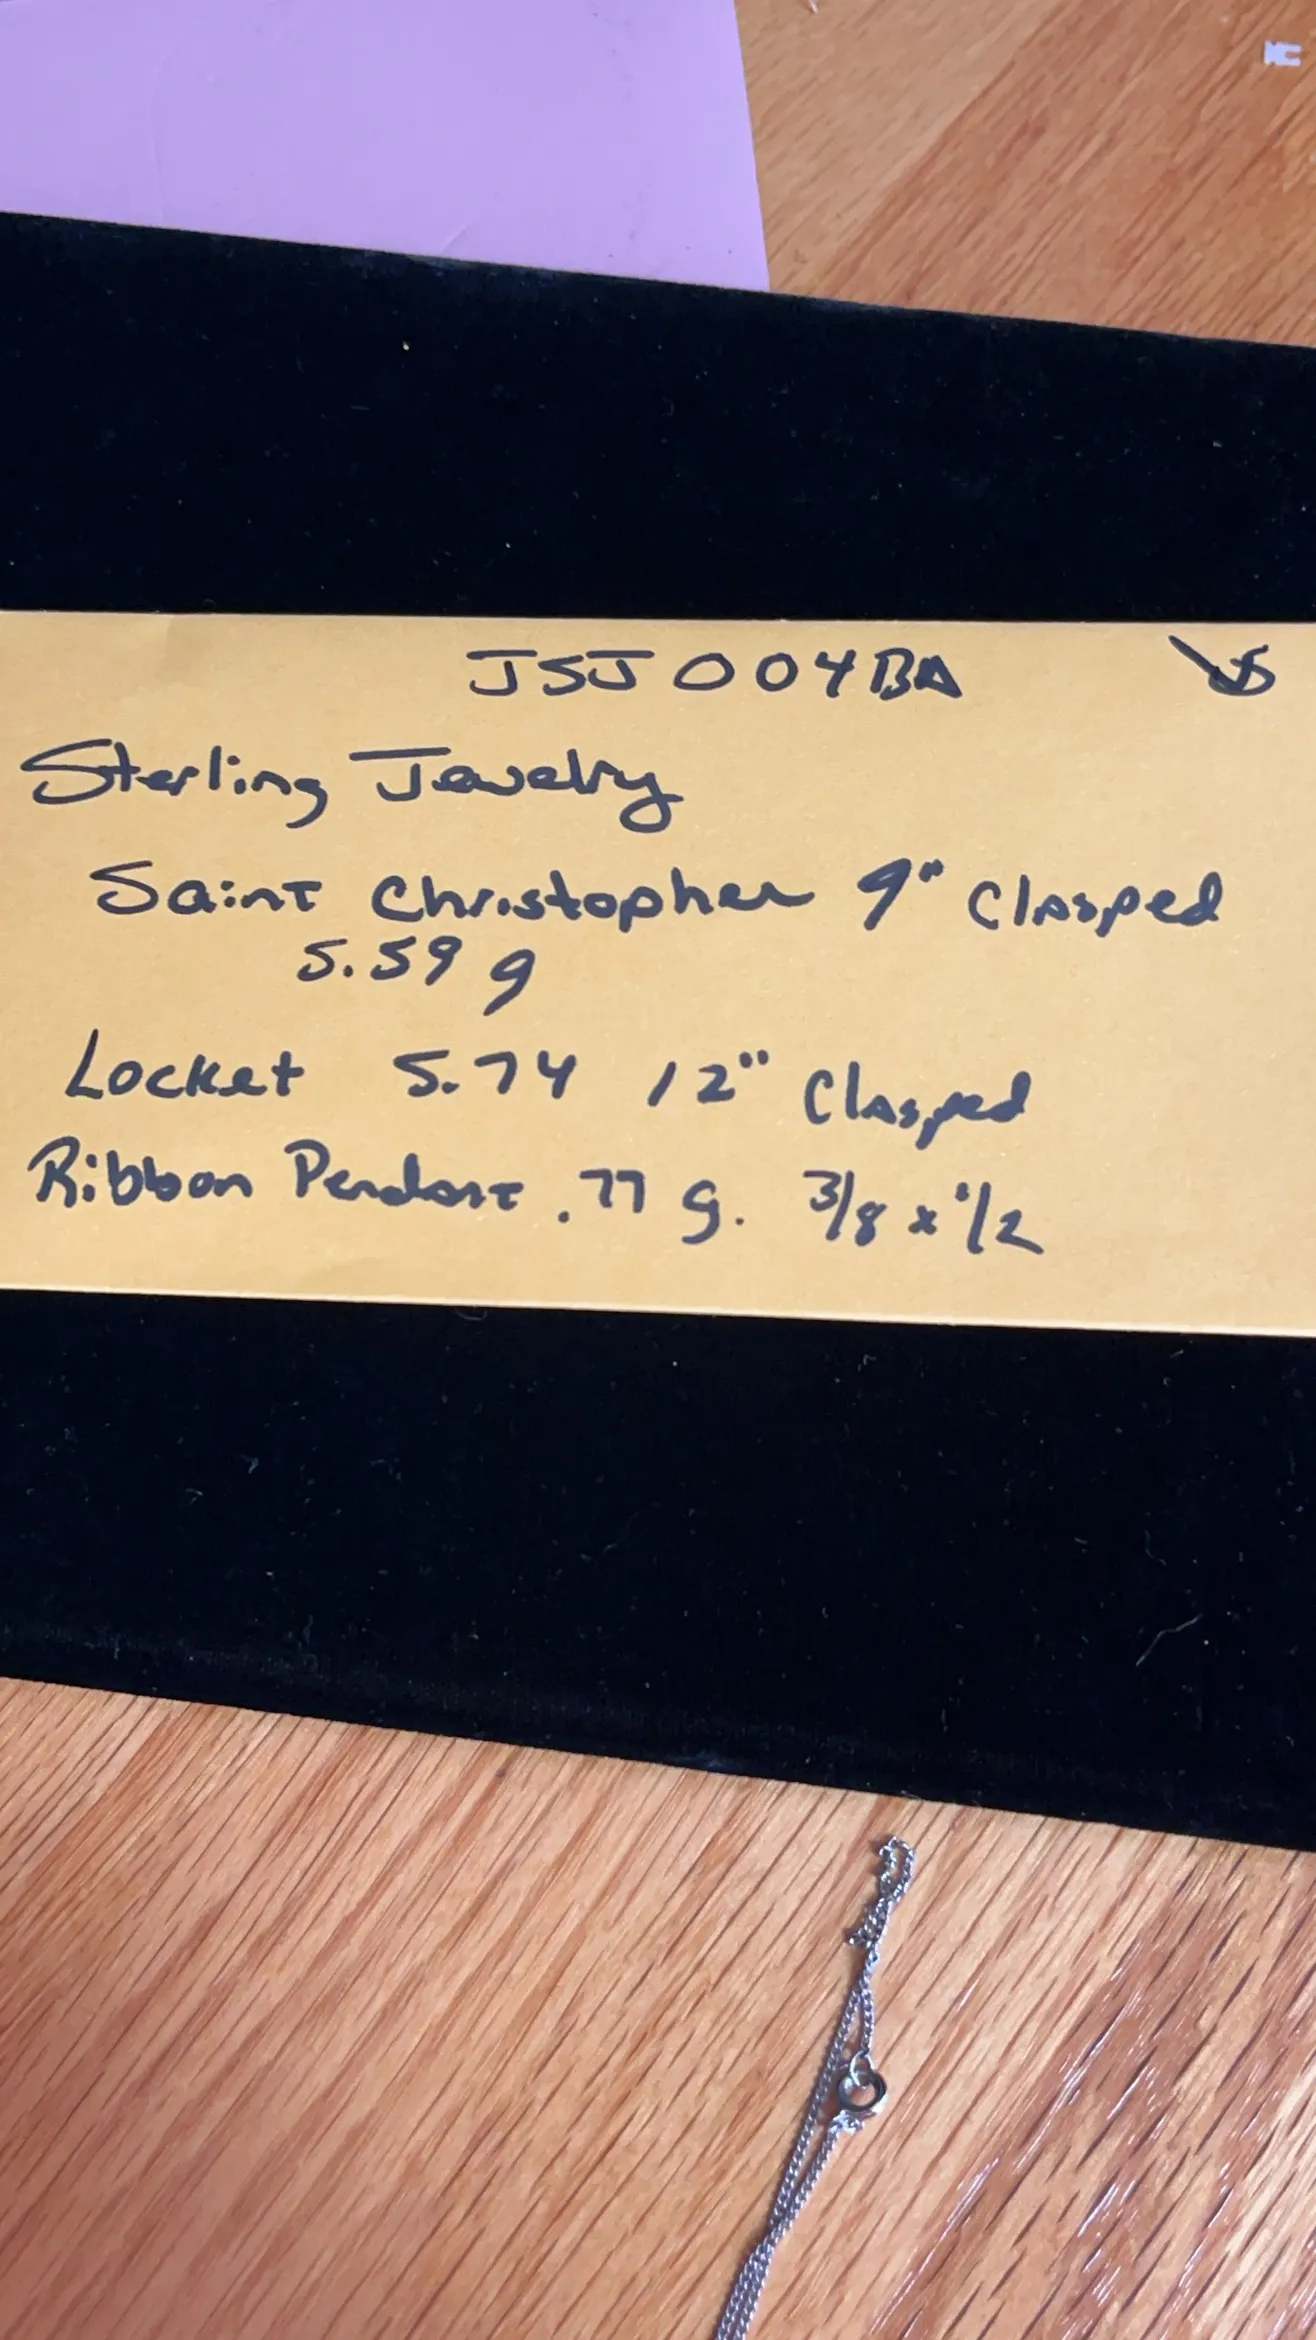 JSJ004BA
Sterling Jewelry
Saint Christopher 9" Clasped
5.59 g
Locket 5.74 12" Clasped
Ribbon Pendant .77 g. 3/8 x 1/2